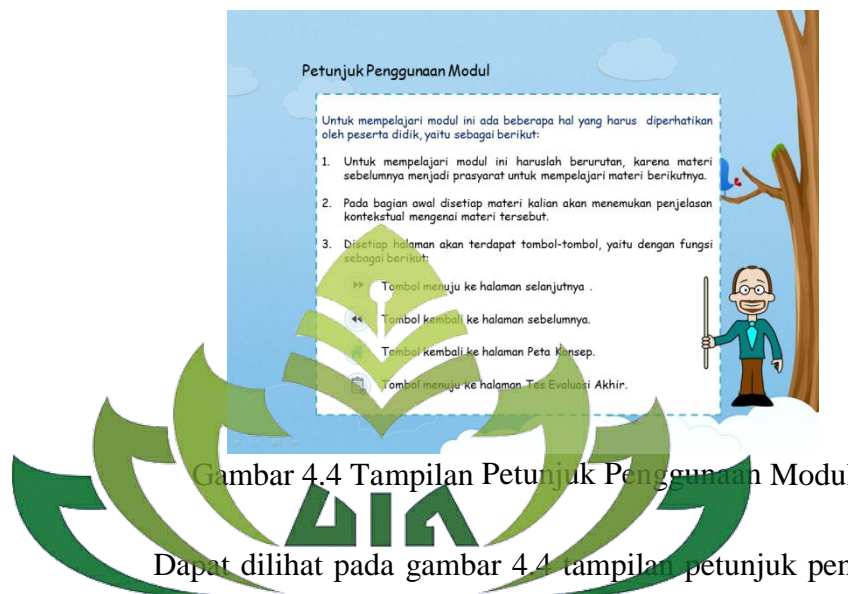 Petunjuk Penggunaan Modul
Untuk mempelajari modul ini ada beberapa hal yang harus diperhatikan
oleh peserta didik, yaitu sebagai berikut:
1. Untuk mempelajari modul ini haruslah berurutan, karena materi
sebelumnya menjadi prasyarat untuk mempelajari materi berikutnya.
2. Pada bagian awal disetiap materi kalian akan menemukan penjelasan
kontekstual mengenai materi tersebut.
3. Disetiap halaman akan terdapat tombol-tombol, yaitu dengan fungsi
sebagai berikut:
Tombol menuju ke halaman selanjutnya .
Tombol kembali ke halaman sebelumnya.
Tombol kembali ke halaman Peta Konsep.
Tombol menuju ke halaman Tes Evaluasi Akhir.
Gambar 4.4 Tampilan Petunjuk Penggunaan Modul
UIN
Dapat dilihat pada gambar 4.4 tampilan petunjuk pen